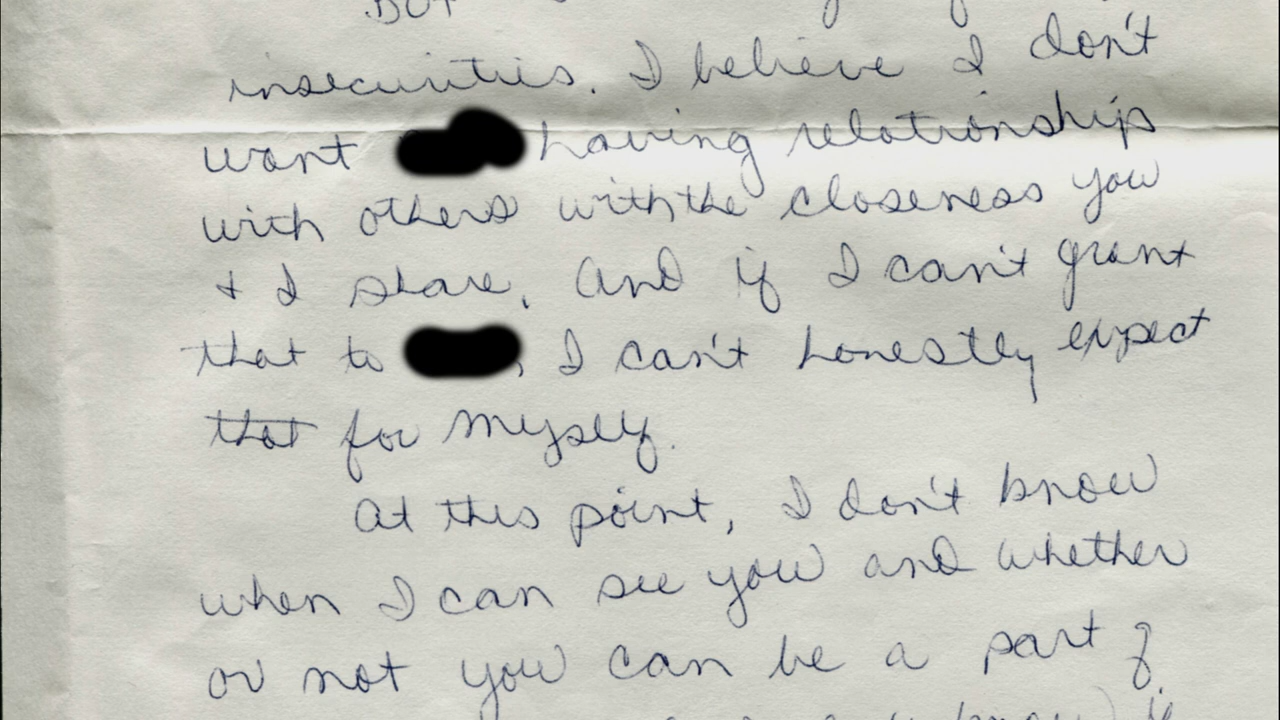 BUT
insecurities. I believe I don't
want having relationships
with others with the closeness you
+ I share. And if I can't grant
that to , I can't honestly expect
that for myself.
At this point, I don't know
when I can see you and whether
or not you can be a part of
know